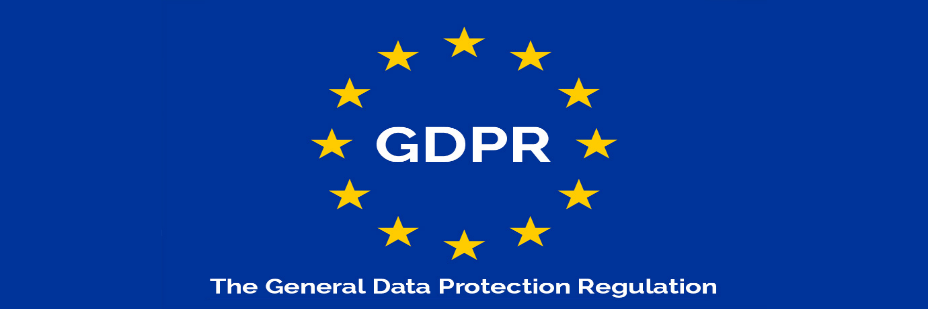 GDPR
The General Data Protection Regulation